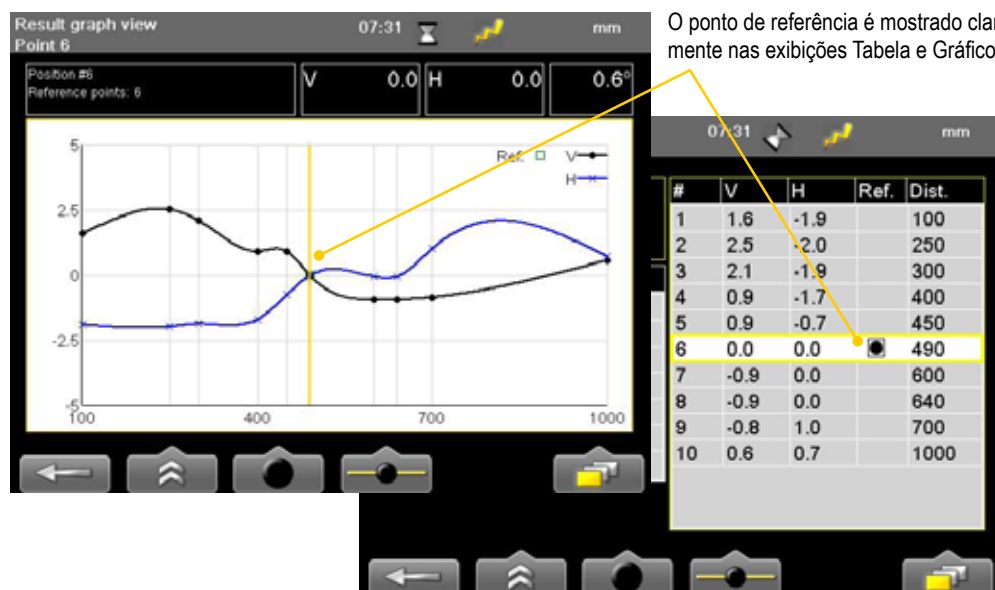 O ponto de referência é mostrado clar
mente nas exibições Tabela e Gráfico
Result graph view 07:31 mm
Point 6
Position #6
Reference points: 6
V 0.0 H 0.0 0.6°
5
2.5
0
-2.5
-5
100 400 700 1000
Ref. V
H
07:31 mm
# V H Ref. Dist.
1 1.6 -1.9 100
2 2.5 -2.0 250
3 2.1 -1.9 300
4 0.9 -1.7 400
5 0.9 -0.7 450
6 0.0 0.0 490
7 -0.9 0.0 600
8 -0.9 0.0 640
9 -0.8 1.0 700
10 0.6 0.7 1000